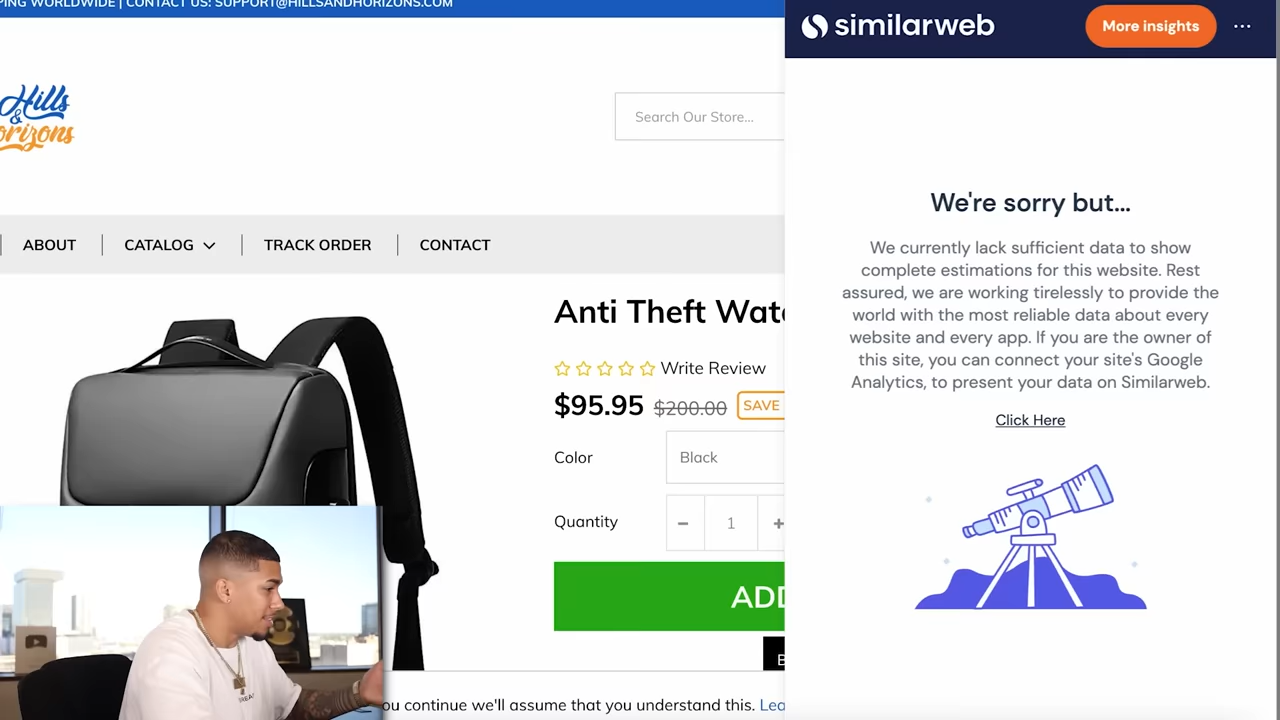 PING WORLDWIDE | CONTACT US: SUPPORT@HILLSANDHORIZONS.COM
Hills
&
orizons
Search Our Store...
ABOUT
CATALOG
TRACK ORDER
CONTACT
Anti Theft Wat
Write Review
$95.95 $200.00 SAVE
Color
Black
Quantity
1
ADD
ou continue we'll assume that you understand this. Lea
similarweb
More insights
We're sorry but...
We currently lack sufficient data to show
complete estimations for this website. Rest
assured, we are working tirelessly to provide the
world with the most reliable data about every
website and every app. If you are the owner of
this site, you can connect your site's Google
Analytics, to present your data on Similarweb.
Click Here